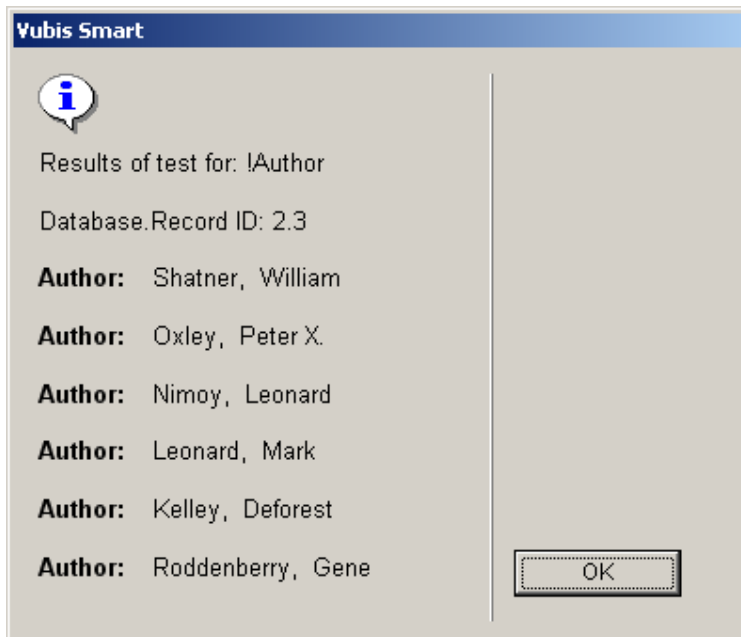 Vubis Smart
Results of test for: !Author
Database.Record ID: 2.3
Author: Shatner, William
Author: Oxley, Peter X.
Author: Nimoy, Leonard
Author: Leonard, Mark
Author: Kelley, Deforest
Author: Roddenberry, Gene
OK